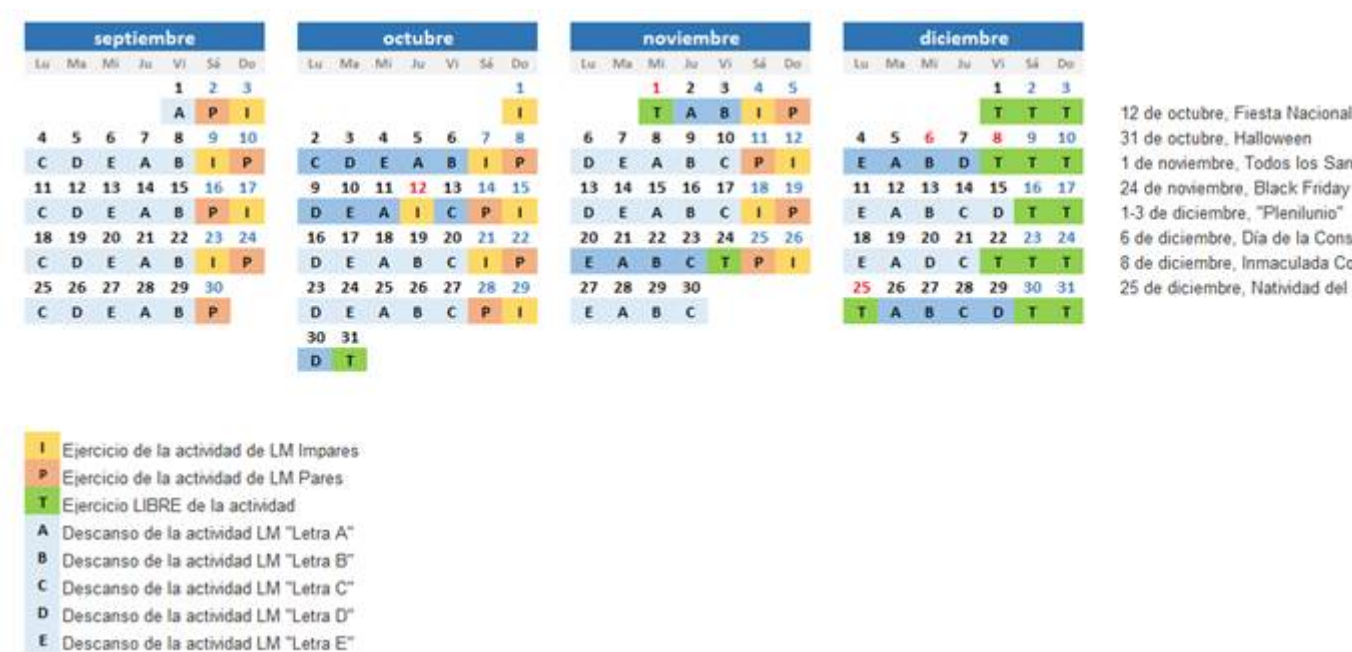 septiembre octubre noviembre diciembre
Lu Ma Mi Ju Vi Sá Do Lu Ma Mi Ju Vi Sá Do Lu Ma Mi Ju Vi Sá Do Lu Ma Mi Ju Vi Sá Do
1 2 3 1 1 2 3 4 5 1 2 3
A P I I T A B I P T T T 12 de octubre, Fiesta Nacional
4 5 6 7 8 9 10 2 3 4 5 6 7 8 6 7 8 9 10 11 12 4 5 6 7 8 9 10 31 de octubre, Halloween
C D E A B I P C D E A B I P D E A B C P I E A B D T T T 1 de noviembre, Todos los San
11 12 13 14 15 16 17 9 10 11 12 13 14 15 13 14 15 16 17 18 19 11 12 13 14 15 16 17 24 de noviembre, Black Friday
C D E A B P I D E A I C P I D E A B C I P E A B C D T T 1-3 de diciembre, "Plenilunio"
18 19 20 21 22 23 24 16 17 18 19 20 21 22 20 21 22 23 24 25 26 18 19 20 21 22 23 24 6 de diciembre, Día de la Cons
C D E A B I P D E A B C I P E A B C T P I E A D C T T T 8 de diciembre, Inmaculada Co
25 26 27 28 29 30 23 24 25 26 27 28 29 27 28 29 30 25 26 27 28 29 30 31 25 de diciembre, Natividad del
C D E A B P D E A B C P I E A B C T A B C D T T
30 31
D T
I Ejercicio de la actividad de LM Impares
P Ejercicio de la actividad de LM Pares
T Ejercicio LIBRE de la actividad
A Descanso de la actividad LM "Letra A"
B Descanso de la actividad LM "Letra B"
C Descanso de la actividad LM "Letra C"
D Descanso de la actividad LM "Letra D"
E Descanso de la actividad LM "Letra E"